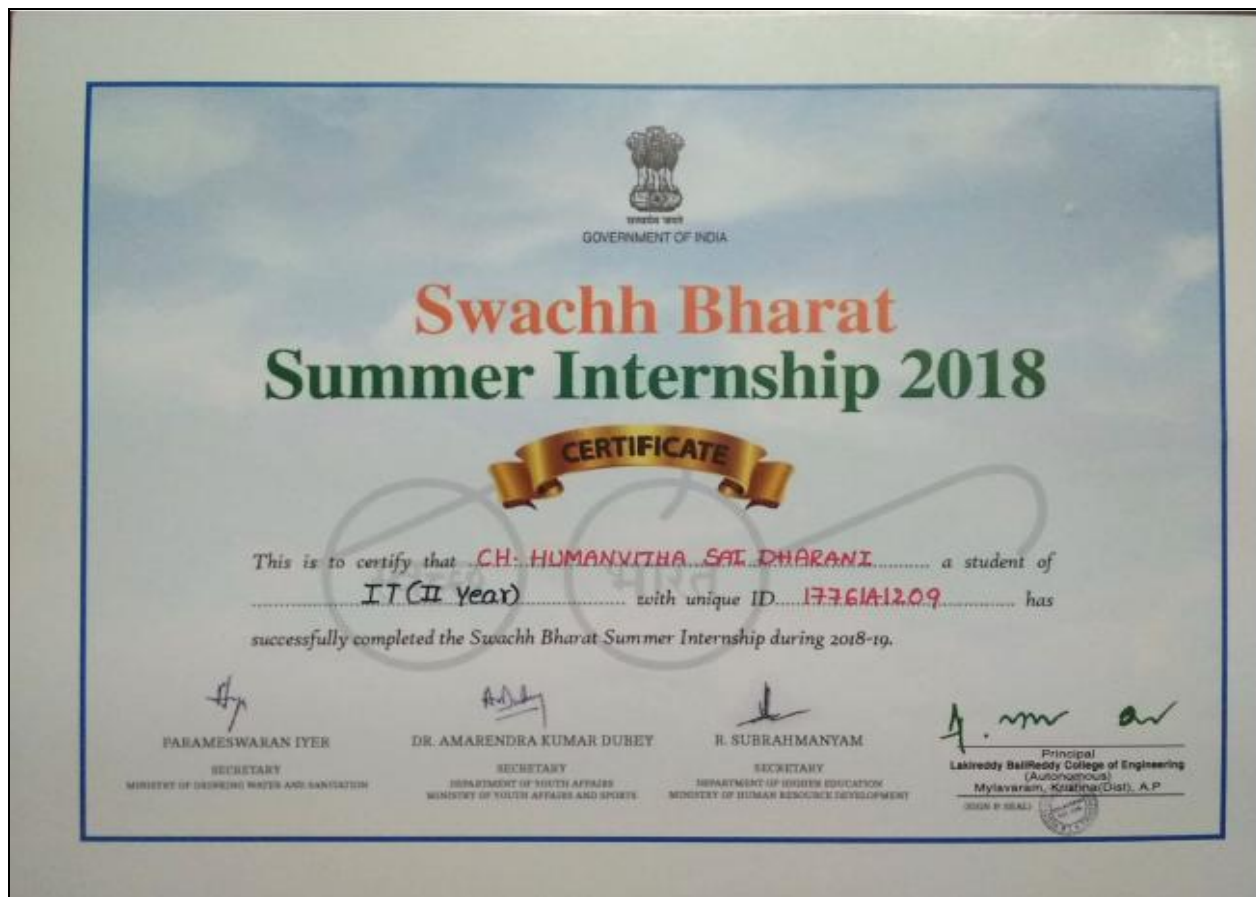 सत्यमेव जयते
GOVERNMENT OF INDIA
Swachh Bharat
Summer Internship 2018
CERTIFICATE
This is to certify that CH. HUMANVITHA SAI DHARANI a student of
IT (II Year) with unique ID 17761A1209 has
successfully completed the Swachh Bharat Summer Internship during 2018-19.
PARAMESWARAN IYER
SECRETARY
MINISTRY OF DRINKING WATER AND SANITATION
DR. AMARENDRA KUMAR DUBEY
SECRETARY
DEPARTMENT OF YOUTH AFFAIRS
MINISTRY OF YOUTH AFFAIRS AND SPORTS
R. SUBRAHMANYAM
SECRETARY
DEPARTMENT OF HIGHER EDUCATION
MINISTRY OF HUMAN RESOURCE DEVELOPMENT
Principal
Lakireddy BaliReddy College of Engineering
(Autonomous)
Mylavaram, Krishna(Dist), A.P
(SIGN & SEAL)